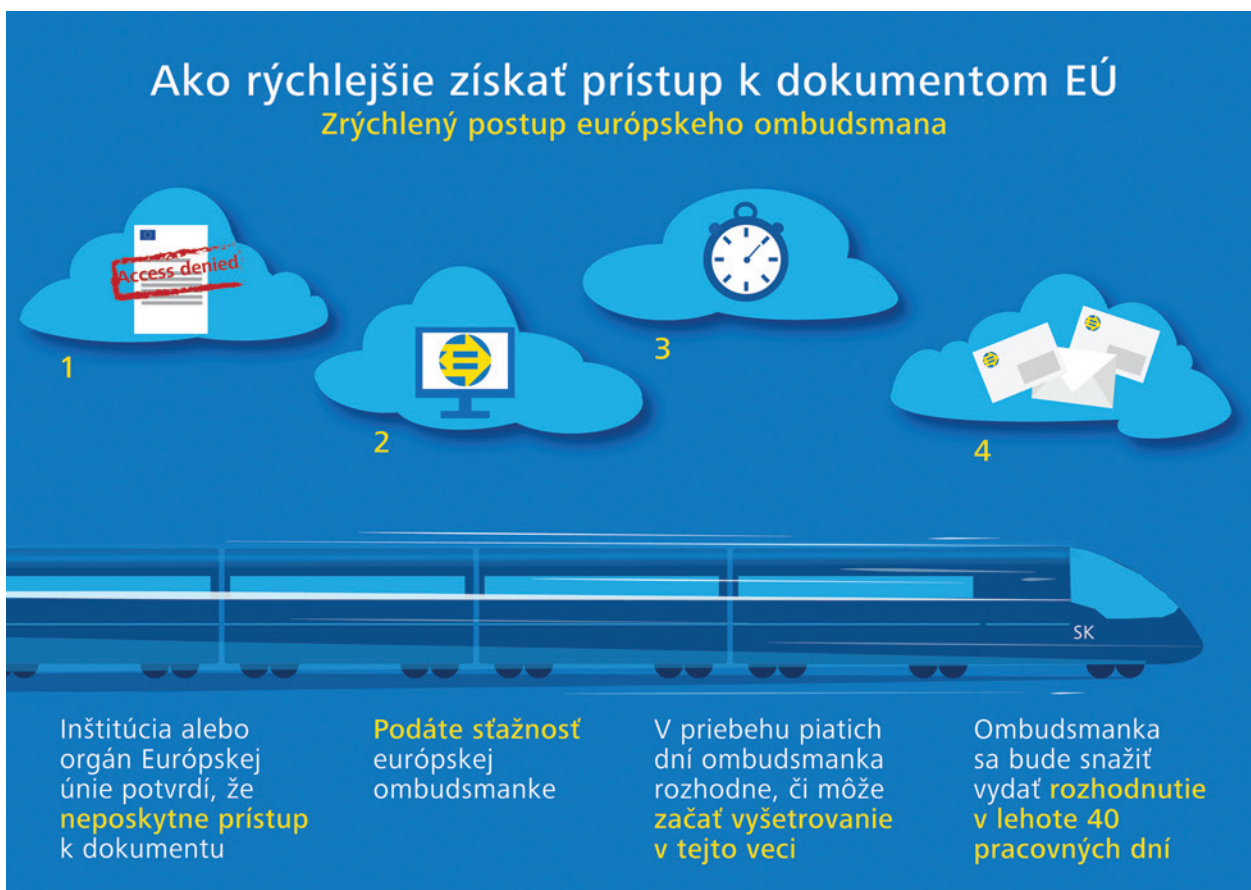 Ako rýchlejšie získať prístup k dokumentom EÚ
Zrýchlený postup európskeho ombudsmana
Access denied
1
2
3
4
SK
Inštitúcia alebo
orgán Európskej
únie potvrdí, že
neposkytne prístup
k dokumentu
Podáte sťažnosť
európskej
ombudsmanke
V priebehu piatich
dní ombudsmanka
rozhodne, či môže
začať vyšetrovanie
v tejto veci
Ombudsmanka
sa bude snažiť
vydať rozhodnutie
v lehote 40
pracovných dní